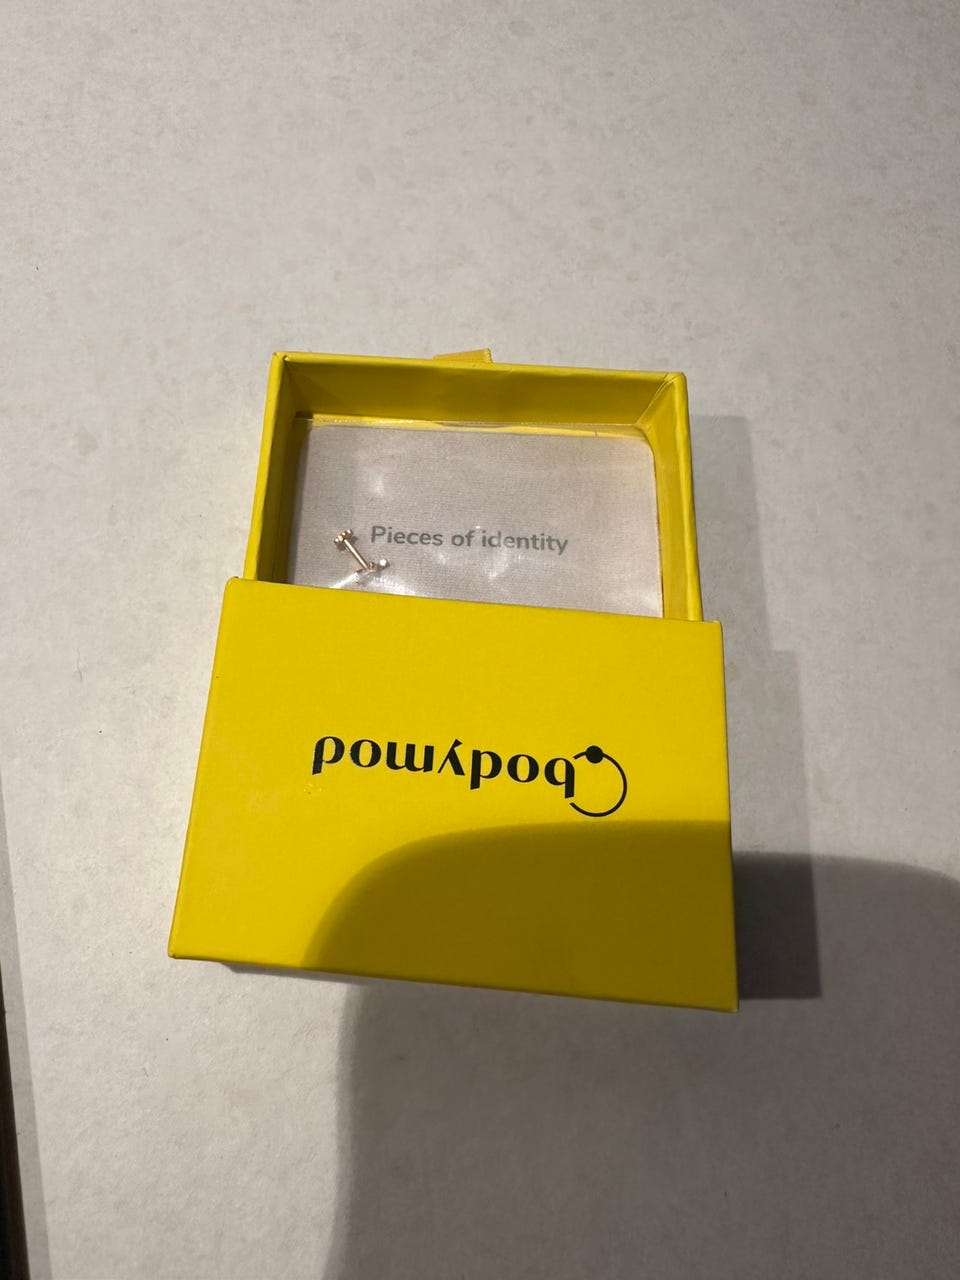 Pieces of identity
bodymod